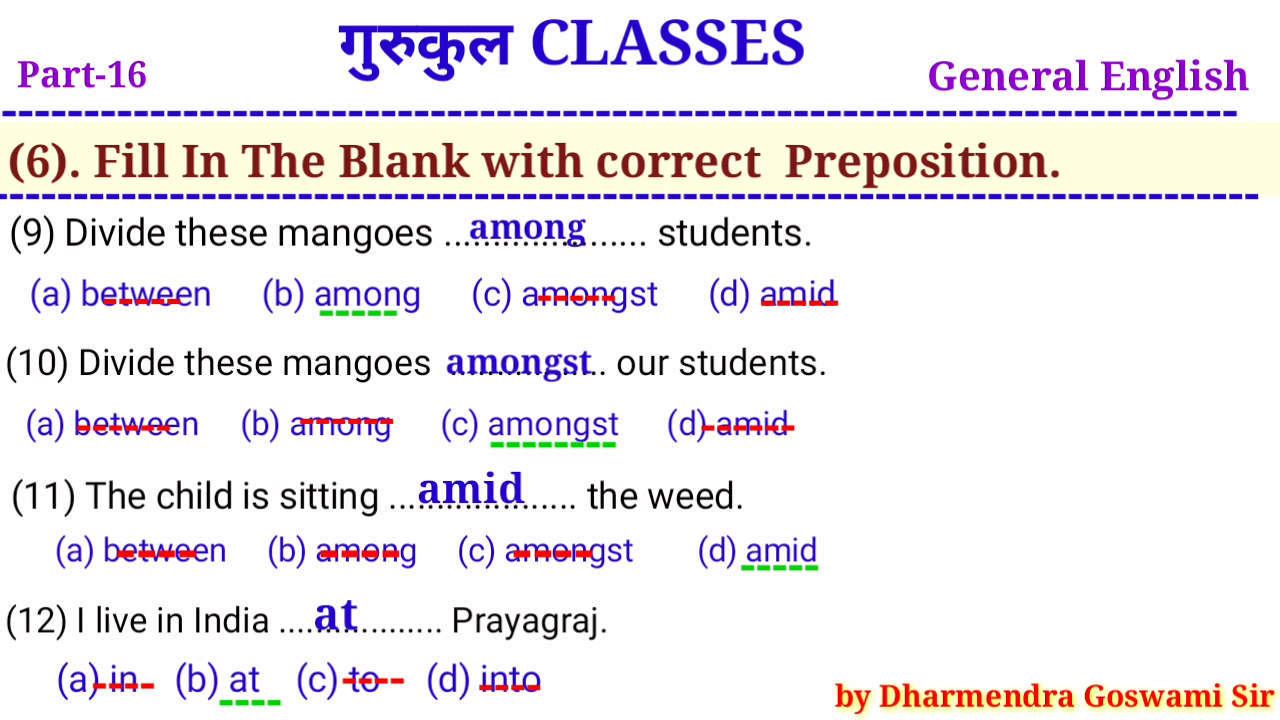 गुरुकुल CLASSES
Part-16
General English
(6). Fill In The Blank with correct Preposition.
(9) Divide these mangoes ...among... students.
(a) between (b) among (c) amongst (d) amid
(10) Divide these mangoes ...amongst... our students.
(a) between (b) among (c) amongst (d) amid
(11) The child is sitting ...amid... the weed.
(a) between (b) among (c) amongst (d) amid
(12) I live in India ...at... Prayagraj.
(a) in (b) at (c) to (d) into
by Dharmendra Goswami Sir